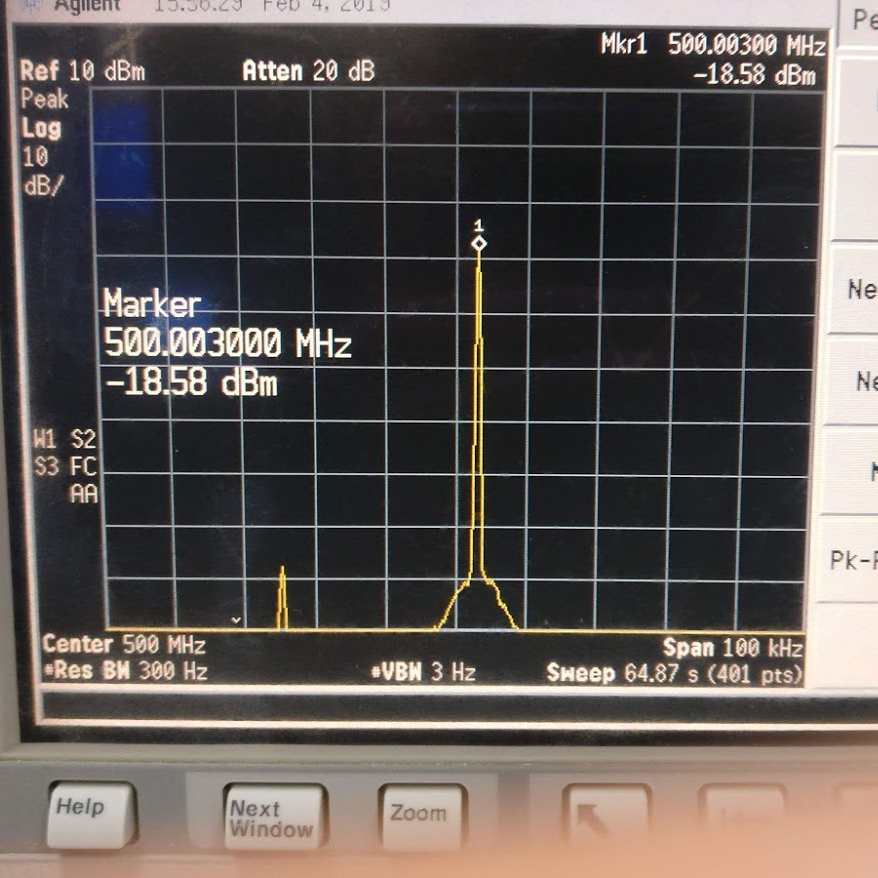 Agilent 15:56:29 Feb 4, 2019
Pe
Mkr1 500.00300 MHz
Ref 10 dBm Atten 20 dB -18.58 dBm
Peak
Log
10
dB/
1
Marker
500.003000 MHz
-18.58 dBm
W1 S2
S3 FC
AA
Ne
Ne
Pk-P
Center 500 MHz Span 100 kHz
#Res BW 300 Hz #VBW 3 Hz Sweep 64.87 s (401 pts)
Help
Next
Window
Zoom